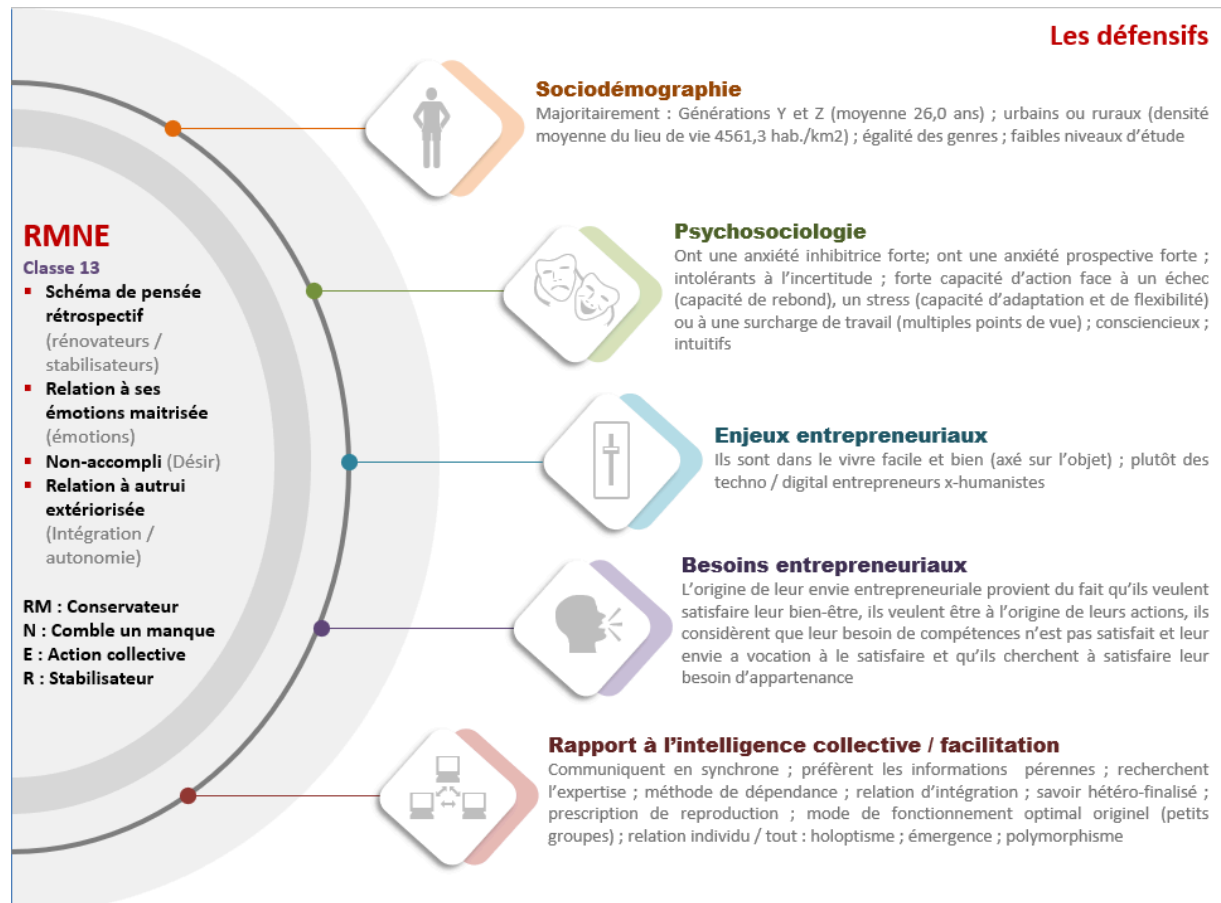 Les défensifs
Sociodémographie
Majoritairement : Générations Y et Z (moyenne 26,0 ans) ; urbains ou ruraux (densité
moyenne du lieu de vie 4561,3 hab./km2) ; égalité des genres ; faibles niveaux d'étude
RMNE
Classe 13
▪ Schéma de pensée
rétrospectif
(rénovateurs /
stabilisateurs)
▪ Relation à ses
émotions maitrisée
(émotions)
▪ Non-accompli (Désir)
▪ Relation à autrui
extériorisée
(Intégration /
autonomie)
RM : Conservateur
N : Comble un manque
E : Action collective
R : Stabilisateur
Psychosociologie
Ont une anxiété inhibitrice forte; ont une anxiété prospective forte ;
intolérants à l'incertitude ; forte capacité d'action face à un échec
(capacité de rebond), un stress (capacité d'adaptation et de flexibilité)
ou à une surcharge de travail (multiples points de vue) ; consciencieux ;
intuitifs
Enjeux entrepreneuriaux
Ils sont dans le vivre facile et bien (axé sur l'objet) ; plutôt des
techno / digital entrepreneurs x-humanistes
Besoins entrepreneuriaux
L'origine de leur envie entrepreneuriale provient du fait qu'ils veulent
satisfaire leur bien-être, ils veulent être à l'origine de leurs actions, ils
considèrent que leur besoin de compétences n'est pas satisfait et leur
envie a vocation à le satisfaire et qu'ils cherchent à satisfaire leur
besoin d'appartenance
Rapport à l'intelligence collective / facilitation
Communiquent en synchrone ; préfèrent les informations pérennes ; recherchent
l'expertise ; méthode de dépendance ; relation d'intégration ; savoir hétéro-finalisé ;
prescription de reproduction ; mode de fonctionnement optimal originel (petits
groupes) ; relation individu / tout : holoptisme ; émergence ; polymorphisme